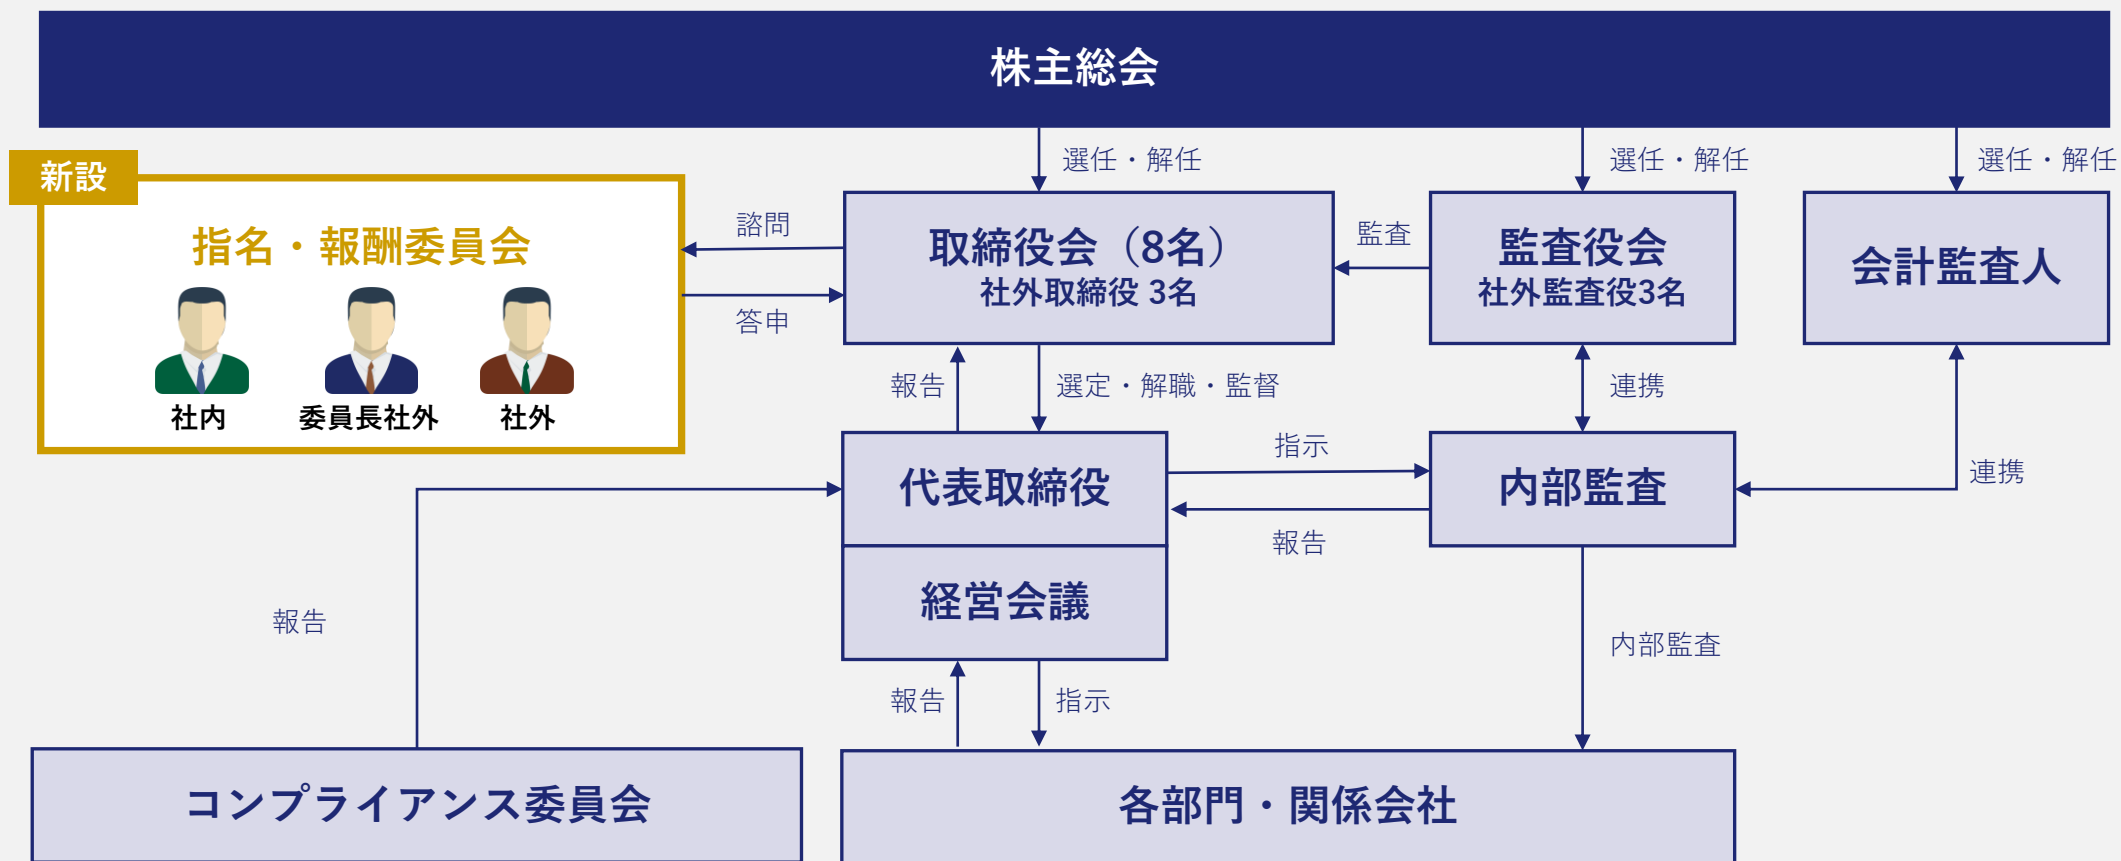 株主総会
新設
選任・解任
選任・解任
選任・解任
指名・報酬委員会
諮問
取締役会（8名）
社外取締役 3名
監査
監査役会
社外監査役3名
会計監査人
答申
社内
委員長社外
社外
報告
選定・解職・監督
連携
代表取締役
指示
内部監査
連携
報告
経営会議
報告
内部監査
報告
指示
コンプライアンス委員会
各部門・関係会社